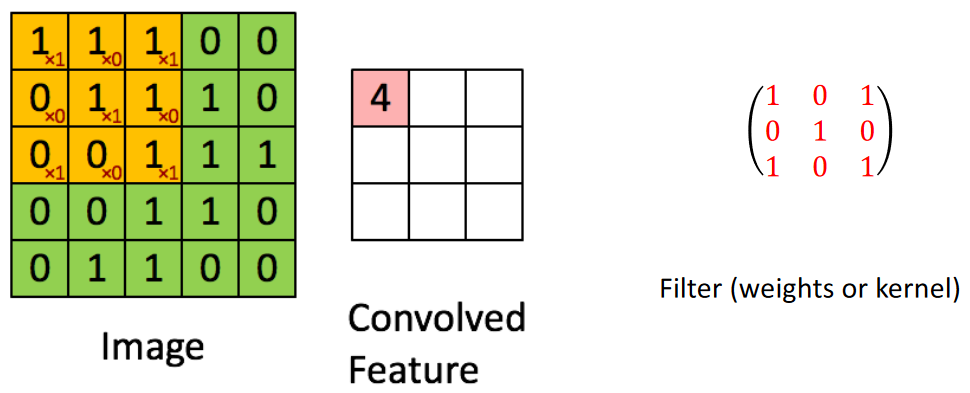 1×1 1×0 1×1 0 0
0×0 1×1 1×0 1 0
0×1 0×0 1×1 1 1
0 0 1 1 0
0 1 1 0 0
Image
4
Convolved
Feature
1 0 1
0 1 0
1 0 1
Filter (weights or kernel)